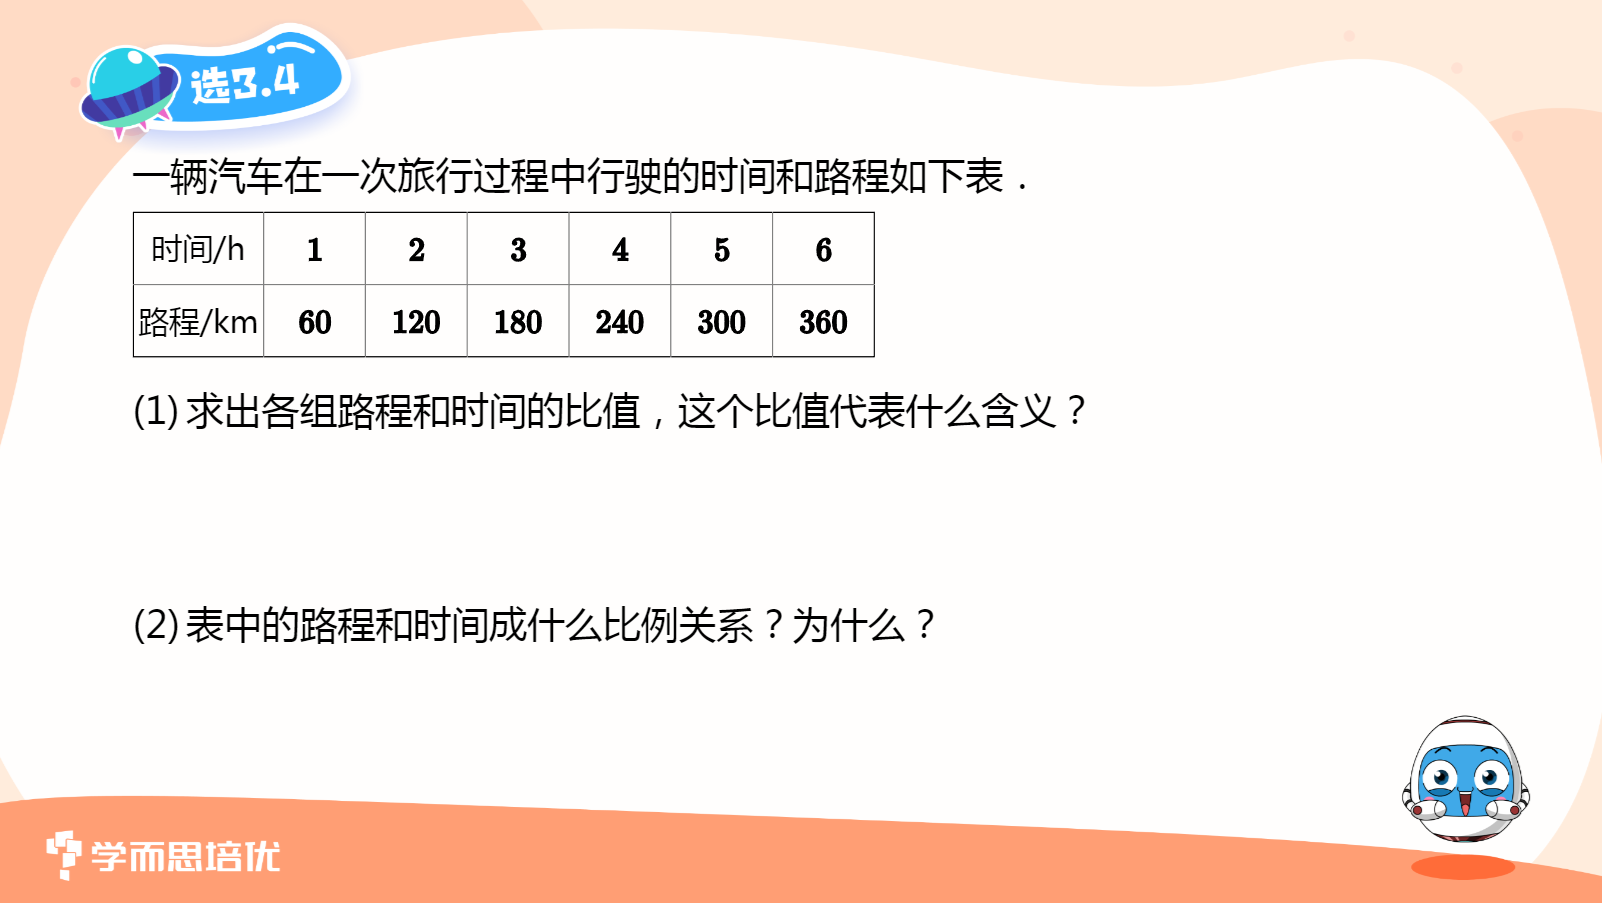 选3.4
一辆汽车在一次旅行过程中行驶的时间和路程如下表．
时间/h 1 2 3 4 5 6
路程/km 60 120 180 240 300 360
(1) 求出各组路程和时间的比值，这个比值代表什么含义？
(2) 表中的路程和时间成什么比例关系？为什么？
学而思培优